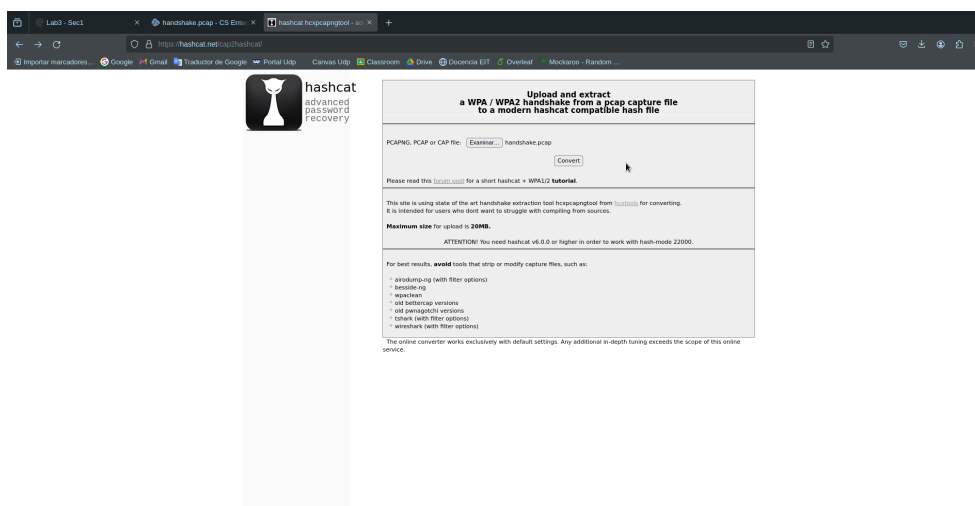 Lab3 - Sec1
handshake.pcap - CS Enter
hashcat hcxpcapngtool - ad
https://hashcat.net/cap2hashcat/
Importar marcadores...
Google
Gmail
Traductor de Google
Portal Udp
Canvas Udp
Classroom
Drive
Docencia EIT
Overleaf
Mockaroo - Random ...
hashcat
advanced
password
recovery
Upload and extract
a WPA / WPA2 handshake from a pcap capture file
to a modern hashcat compatible hash file
PCAPNG, PCAP or CAP file: Examinar... handshake.pcap
Convert
Please read this forum post for a short hashcat + WPA1/2 tutorial.
This site is using state of the art handshake extraction tool hcxpcapngtool from hcxtools for converting.
It is intended for users who dont want to struggle with compiling from sources.
Maximum size for upload is 20MB.
ATTENTION! You need hashcat v6.0.0 or higher in order to work with hash-mode 22000.
For best results, avoid tools that strip or modify capture files, such as:
* airodump-ng (with filter options)
* besside-ng
* wpaclean
* old bettercap versions
* old pwnagotchi versions
* tshark (with filter options)
* wireshark (with filter options)
The online converter works exclusively with default settings. Any additional in-depth tuning exceeds the scope of this online
service.